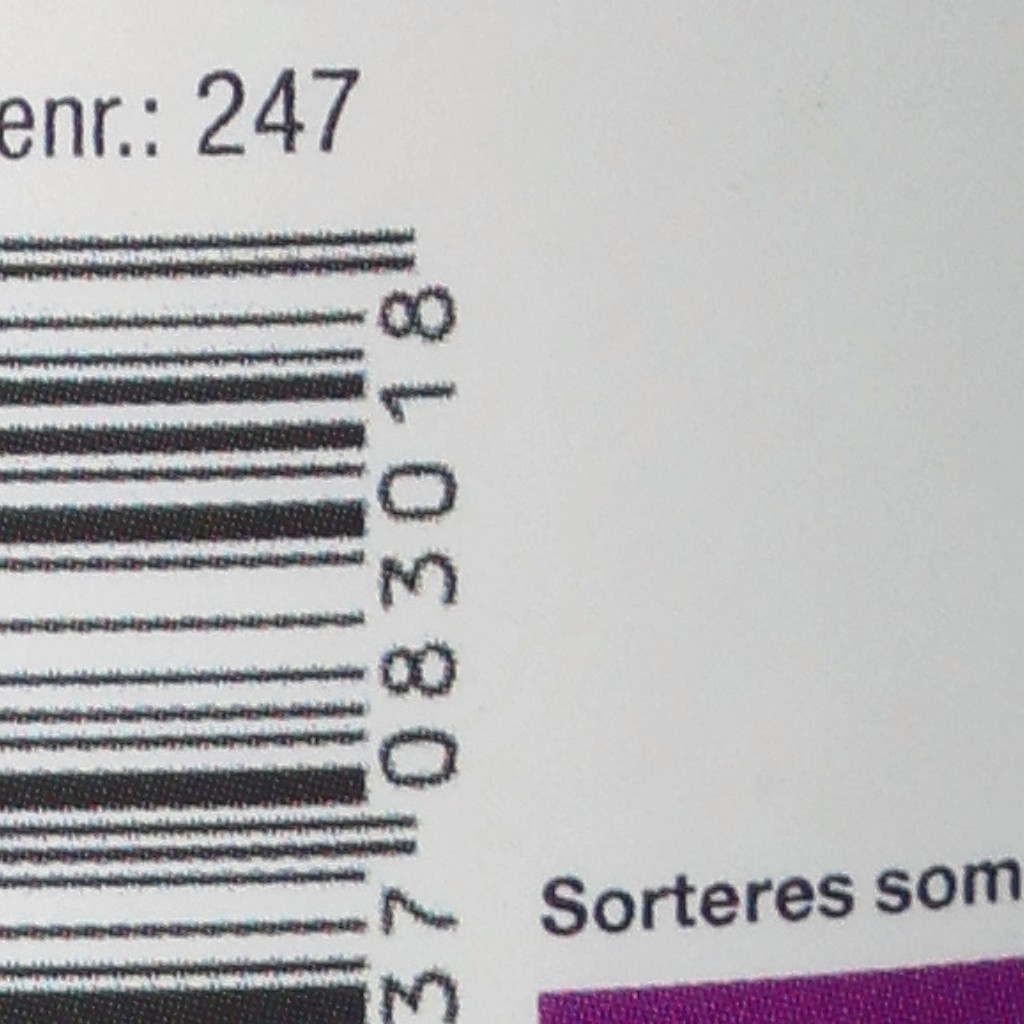 enr.: 247
37 083018
Sorteres som